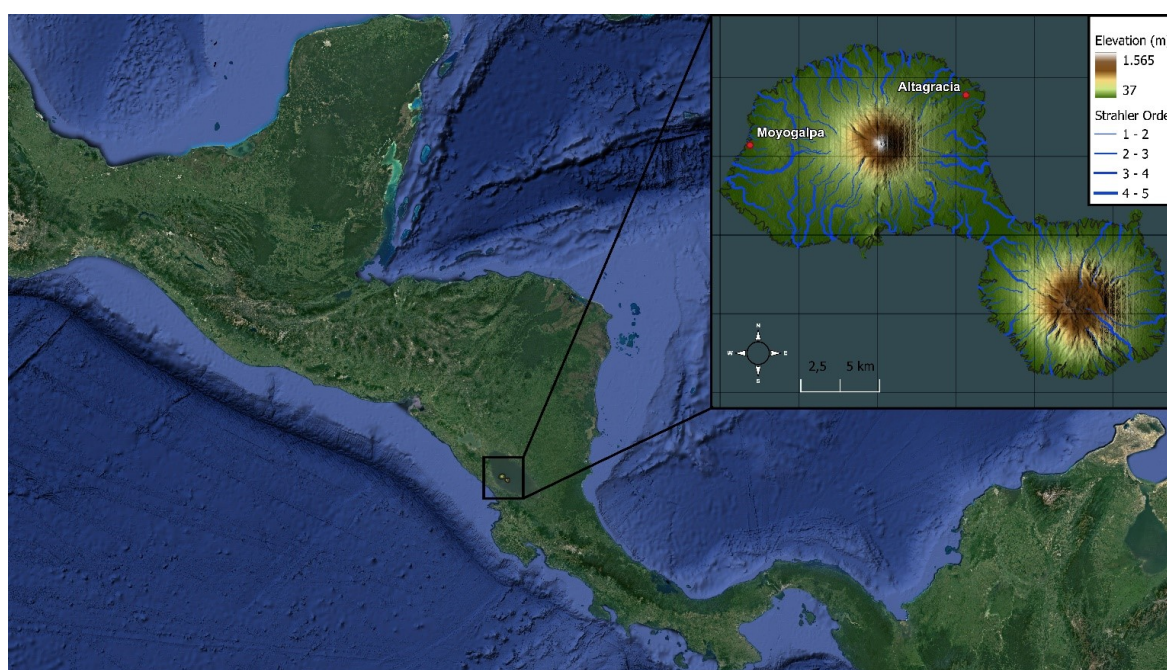 Elevation (m
1.565
37
Altagracia
Strahler Orde
Moyogalpa
1 - 2
2 - 3
3 - 4
4 - 5
N
W
E
S
2,5
5 km